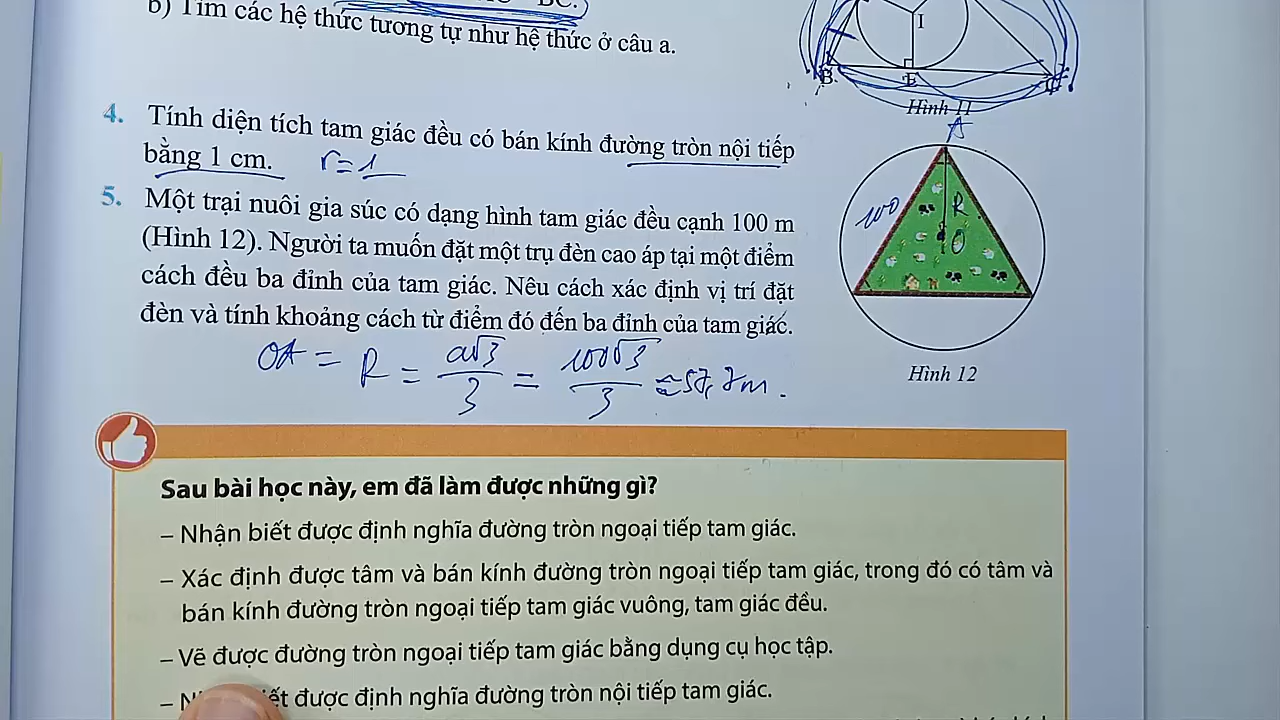 b) Tìm các hệ thức tương tự như hệ thức ở câu a.
BC.
I
B
E
C
Hình 11
4. Tính diện tích tam giác đều có bán kính đường tròn nội tiếp
bằng 1 cm. r = 1
5. Một trại nuôi gia súc có dạng hình tam giác đều cạnh 100 m
(Hình 12). Người ta muốn đặt một trụ đèn cao áp tại một điểm
cách đều ba đỉnh của tam giác. Nêu cách xác định vị trí đặt
đèn và tính khoảng cách từ điểm đó đến ba đỉnh của tam giác.
OA = R = a√3/3 = 100√3/3 ≈ 57,7m.
A
100
R
O
Hình 12
Sau bài học này, em đã làm được những gì?
– Nhận biết được định nghĩa đường tròn ngoại tiếp tam giác.
– Xác định được tâm và bán kính đường tròn ngoại tiếp tam giác, trong đó có tâm và
bán kính đường tròn ngoại tiếp tam giác vuông, tam giác đều.
– Vẽ được đường tròn ngoại tiếp tam giác bằng dụng cụ học tập.
– được định nghĩa đường tròn nội tiếp tam giác.